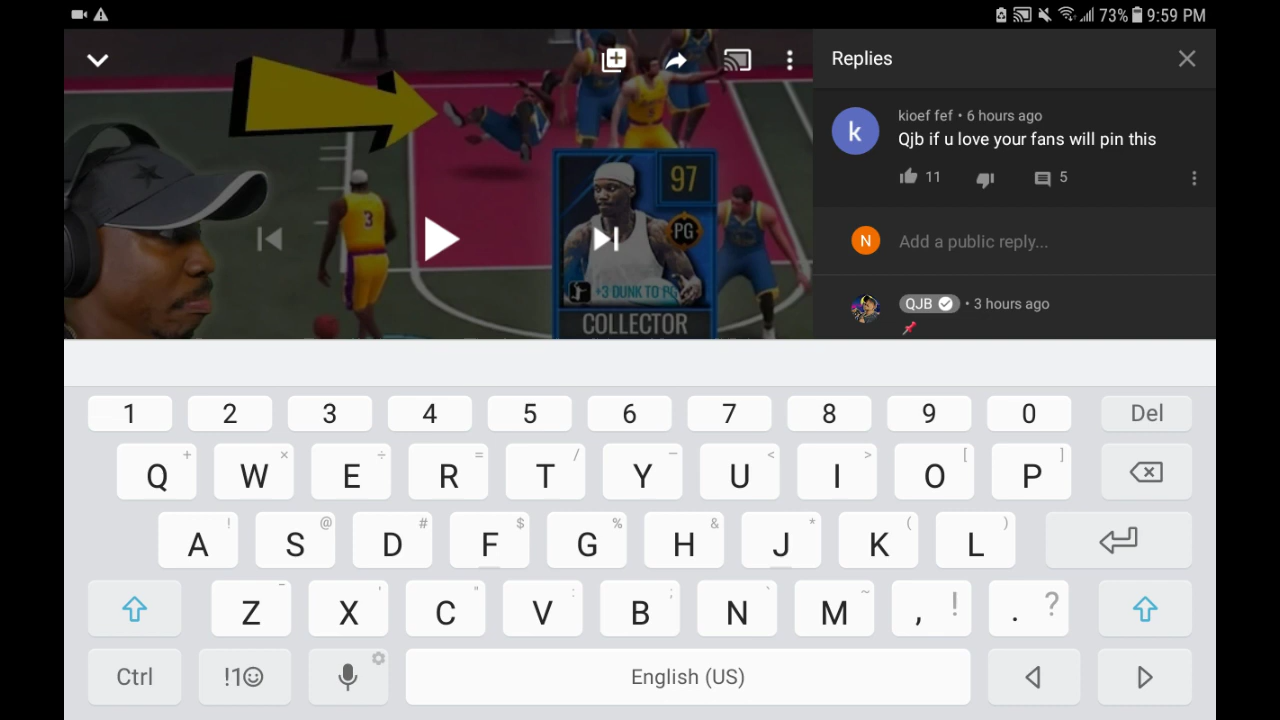 73% 9:59 PM
Replies
k
kioef fef • 6 hours ago
Qjb if u love your fans will pin this
11 5
N
Add a public reply...
QJB • 3 hours ago
3
97
PG
+3 DUNK TO PG
COLLECTOR
1 2 3 4 5 6 7 8 9 0 Del
Q + W × E ÷ R = T / Y _ U < I > O [ P ]
A ! S @ D # F $ G % H & J * K ( L )
Z - X ' C " V : B ; N ` M ~ , ! . ?
Ctrl !1☺ English (US)